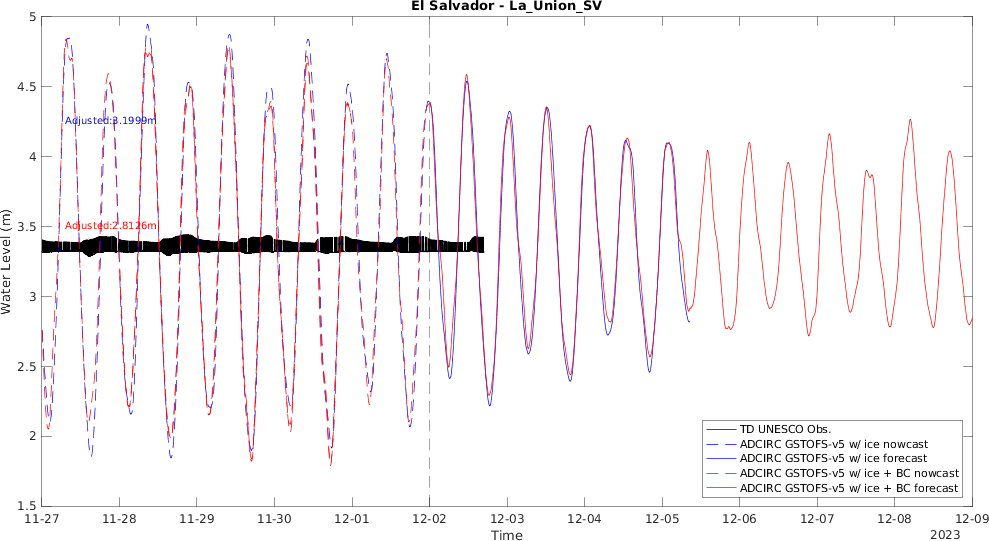 El Salvador - La_Union_SV
5
4.5
4
3.5
3
2.5
2
1.5
Water Level (m)
Adjusted:3.1999m
Adjusted:2.8126m
TD UNESCO Obs.
ADCIRC GSTOFS-v5 w/ ice nowcast
ADCIRC GSTOFS-v5 w/ ice forecast
ADCIRC GSTOFS-v5 w/ ice + BC nowcast
ADCIRC GSTOFS-v5 w/ ice + BC forecast
11-27 11-28 11-29 11-30 12-01 12-02 12-03 12-04 12-05 12-06 12-07 12-08 12-09
Time
2023